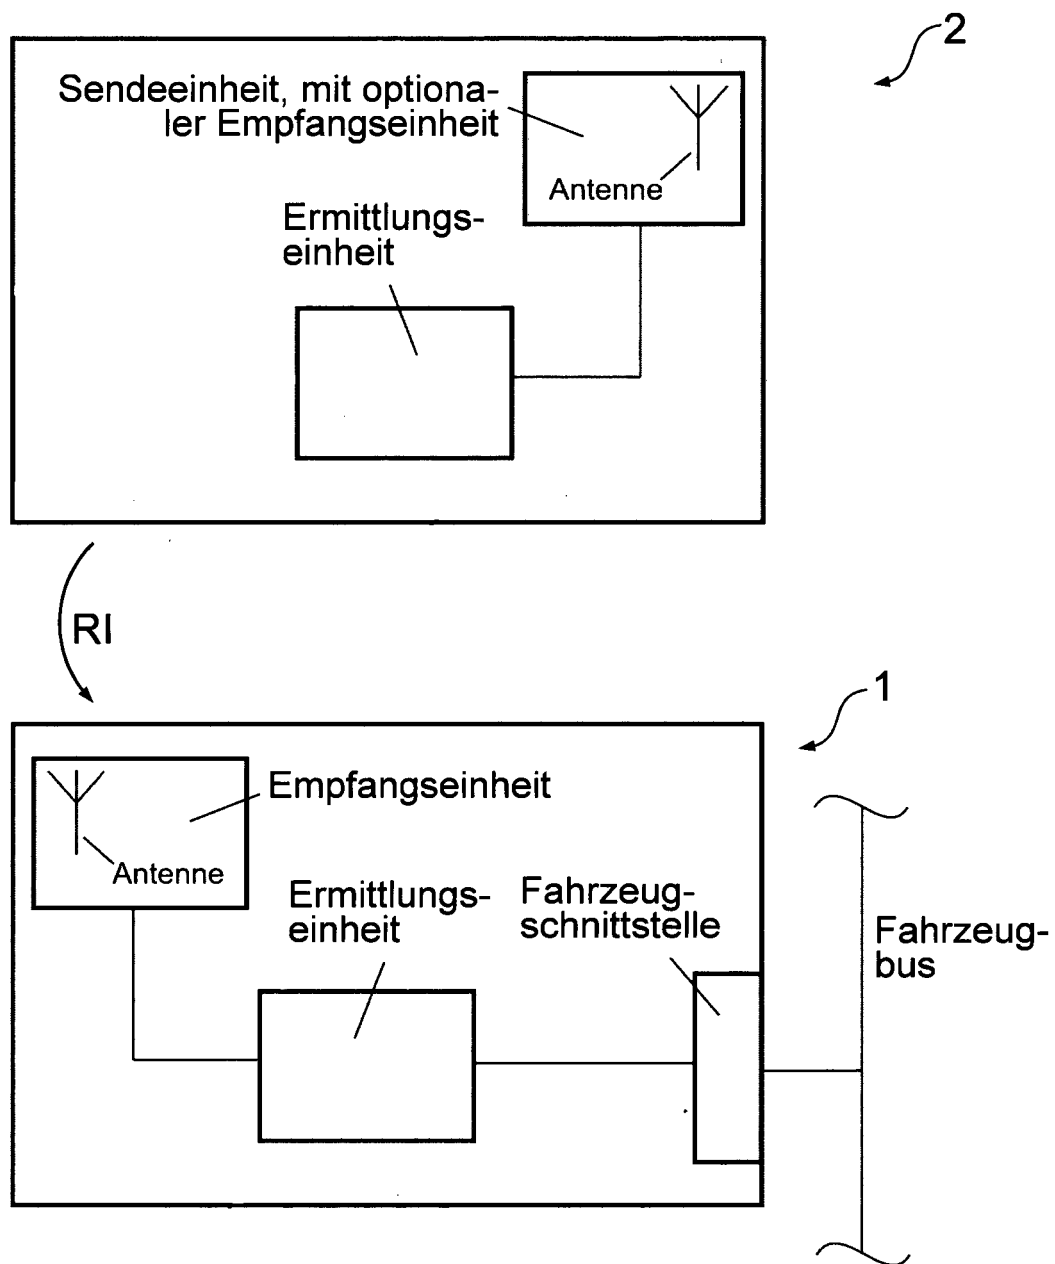 2
Sendeeinheit, mit optiona-
ler Empfangseinheit
Antenne
Ermittlungs-
einheit
RI
1
Empfangseinheit
Antenne
Ermittlungs-
einheit
Fahrzeug-
schnittstelle
Fahrzeug-
bus